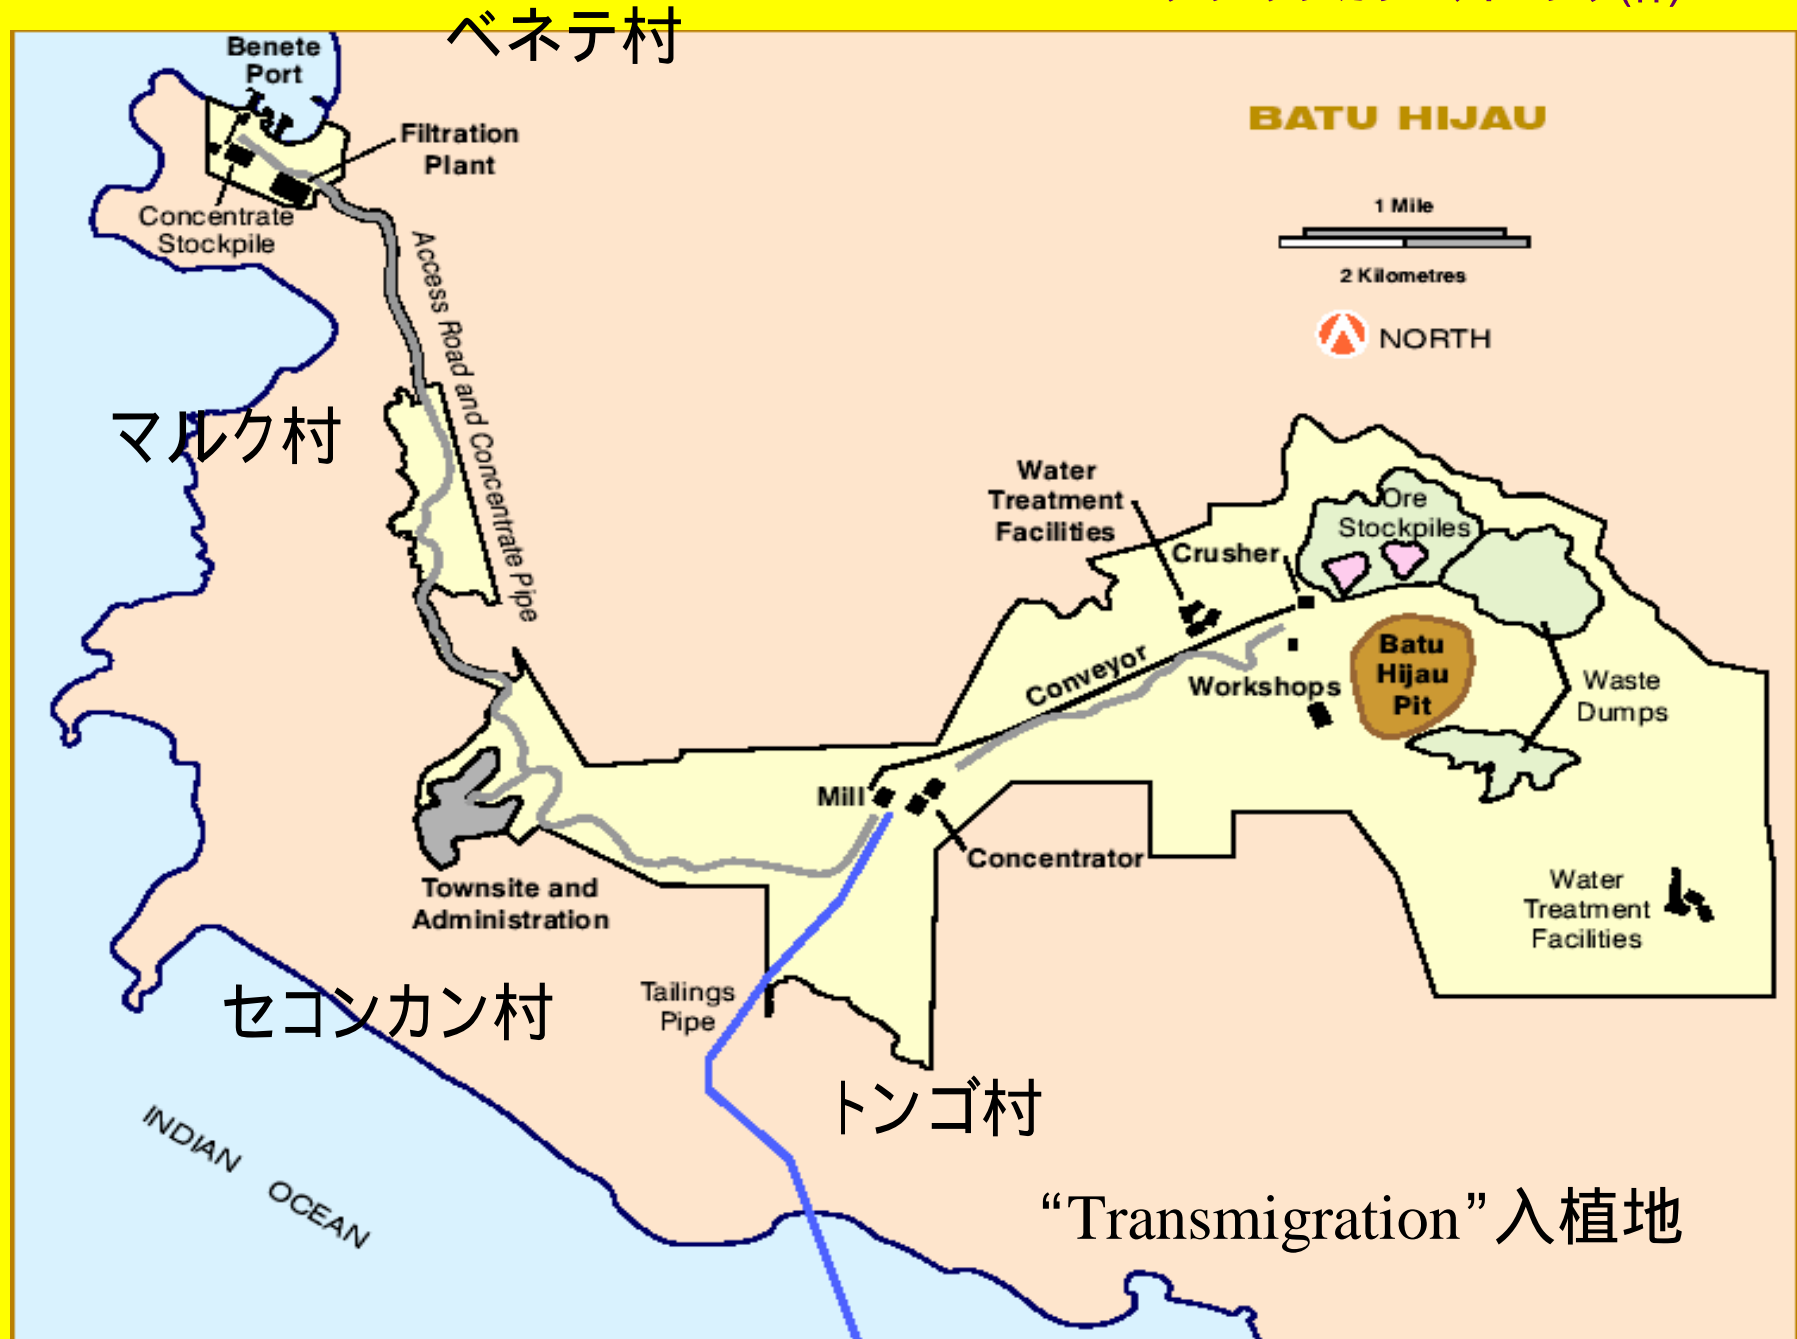 ベネテ村
Benete
Port
Filtration
Plant
BATU HIJAU
1 Mile
Concentrate
Stockpile
2 Kilometres
NORTH
Access Road and Concentrate Pipe
マルク村
Water
Treatment
Facilities
Ore
Stockpiles
Crusher
Conveyor
Workshops
Batu
Hijau
Pit
Waste
Dumps
Mill
Concentrator
Townsite and
Administration
Water
Treatment
Facilities
セコンカン村
Tailings
Pipe
トンゴ村
INDIAN OCEAN
“Transmigration”入植地